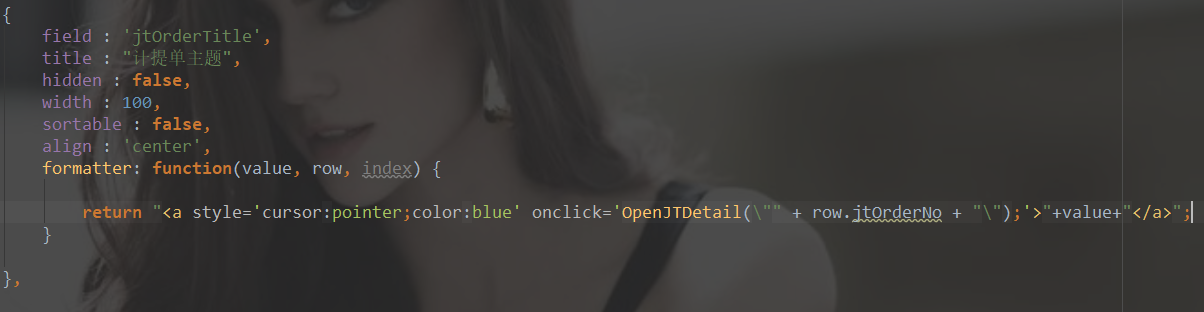 {
field : 'jtOrderTitle',
title : "计提单主题",
hidden : false,
width : 100,
sortable : false,
align : 'center',
formatter: function(value, row, index) {
return "<a style='cursor:pointer;color:blue' onclick='OpenJTDetail(\"" + row.jtOrderNo + "\");'>"+value+"</a>";
}
},